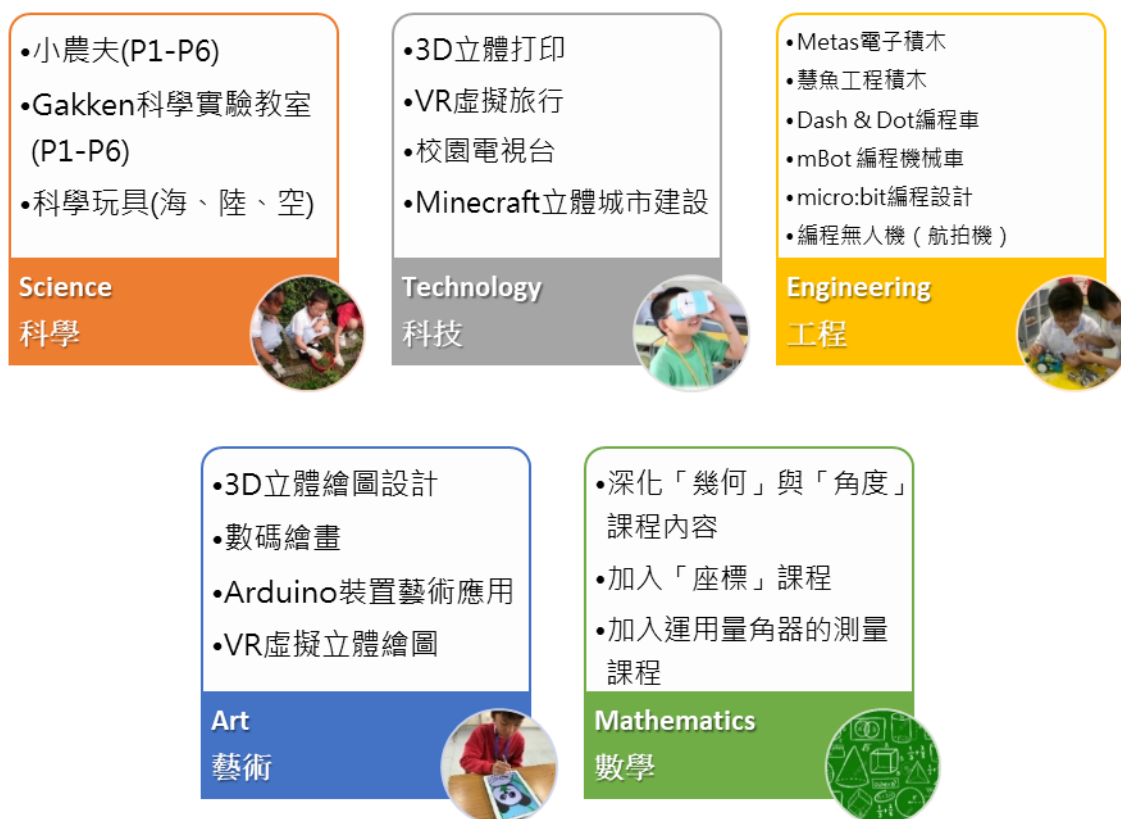 •小農夫(P1-P6)
•Gakken科學實驗教室
(P1-P6)
•科學玩具(海、陸、空)
Science
科學
•3D立體打印
•VR虛擬旅行
•校園電視台
•Minecraft立體城市建設
Technology
科技
•Metas電子積木
•慧魚工程積木
•Dash & Dot編程車
•mBot 編程機械車
•micro:bit編程設計
•編程無人機（航拍機）
Engineering
工程
•3D立體繪圖設計
•數碼繪畫
•Arduino裝置藝術應用
•VR虛擬立體繪圖
Art
藝術
•深化「幾何」與「角度」
課程內容
•加入「座標」課程
•加入運用量角器的測量
課程
Mathematics
數學